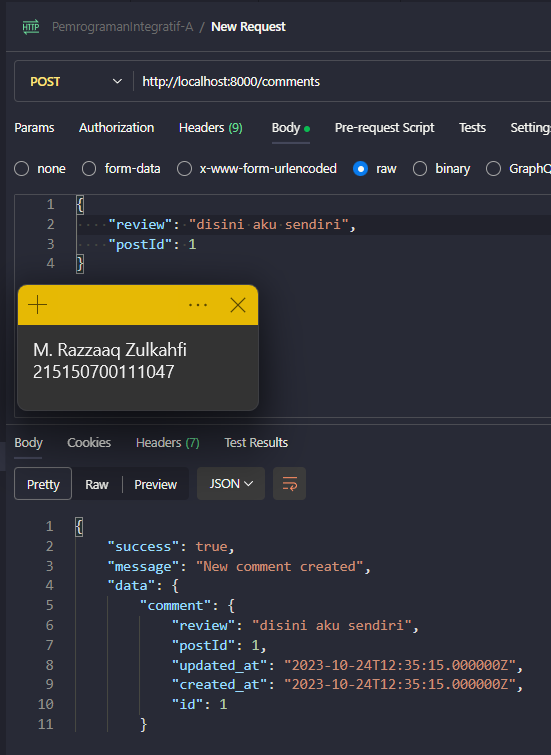 HTTP PemrogramanIntegratif-A / New Request
POST http://localhost:8000/comments
Params Authorization Headers (9) Body Pre-request Script Tests Settings
none form-data x-www-form-urlencoded raw binary GraphQ
1 {
2 "review": "disini aku sendiri",
3 "postId": 1
4 }
M. Razzaaq Zulkahfi
215150700111047
Body Cookies Headers (7) Test Results
Pretty Raw Preview JSON
1 {
2 "success": true,
3 "message": "New comment created",
4 "data": {
5 "comment": {
6 "review": "disini aku sendiri",
7 "postId": 1,
8 "updated_at": "2023-10-24T12:35:15.000000Z",
9 "created_at": "2023-10-24T12:35:15.000000Z",
10 "id": 1
11 }